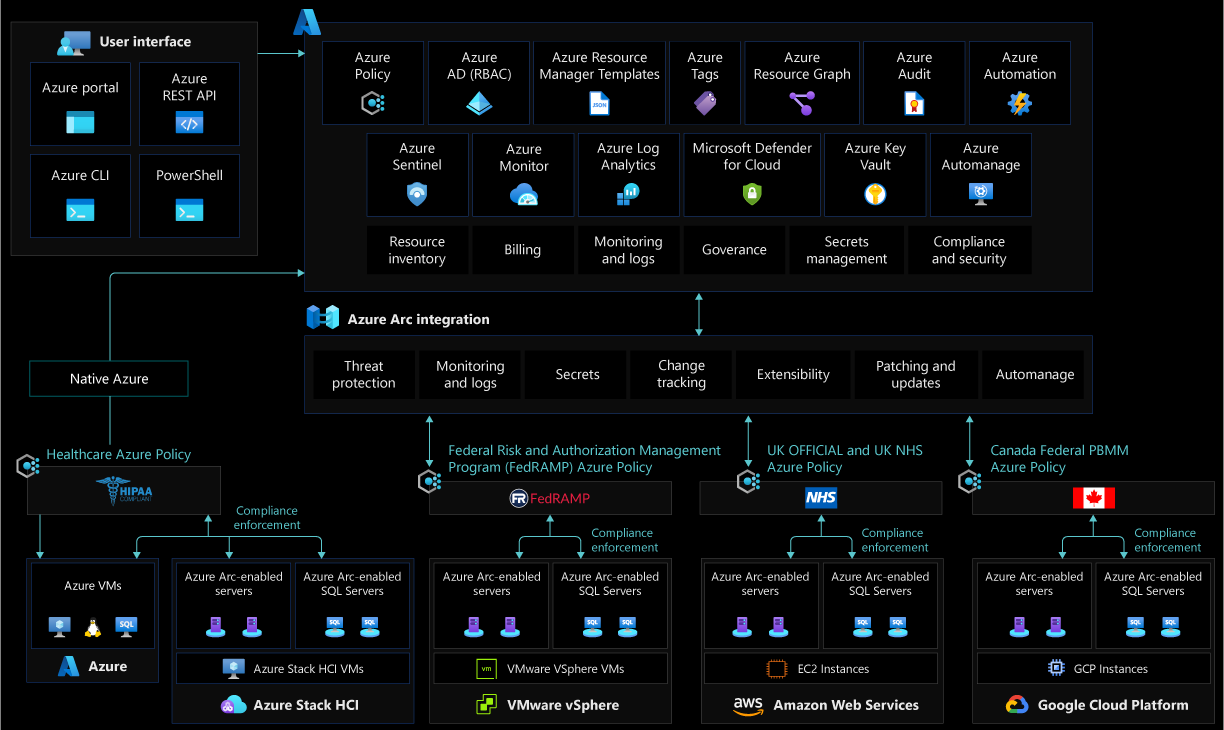 User interface
Azure portal
Azure
REST API
Azure CLI
PowerShell
Azure
Policy
Azure
AD (RBAC)
Azure Resource
Manager Templates
JSON
Azure
Tags
Azure
Resource Graph
Azure
Audit
Azure
Automation
Azure
Sentinel
Azure
Monitor
Azure Log
Analytics
Microsoft Defender
for Cloud
Azure Key
Vault
Azure
Automanage
Resource
inventory
Billing
Monitoring
and logs
Goverance
Secrets
management
Compliance
and security
Azure Arc integration
Threat
protection
Monitoring
and logs
Secrets
Change
tracking
Extensibility
Patching and
updates
Automanage
Native Azure
Healthcare Azure Policy
HIPAA
COMPLIANT
Compliance
enforcement
Federal Risk and Authorization Management
Program (FedRAMP) Azure Policy
FR FedRAMP
Compliance
enforcement
UK OFFICIAL and UK NHS
Azure Policy
NHS
Compliance
enforcement
Canada Federal PBMM
Azure Policy
Compliance
enforcement
Azure VMs
SQL
Azure
Azure Arc-enabled
servers
Azure Arc-enabled
SQL Servers
SQL SQL
Azure Stack HCI VMs
Azure Stack HCI
Azure Arc-enabled
servers
Azure Arc-enabled
SQL Servers
SQL SQL
vm VMware VSphere VMs
VMware vSphere
Azure Arc-enabled
servers
Azure Arc-enabled
SQL Servers
SQL SQL
EC2 Instances
aws Amazon Web Services
Azure Arc-enabled
servers
Azure Arc-enabled
SQL Servers
SQL SQL
GCP Instances
Google Cloud Platform